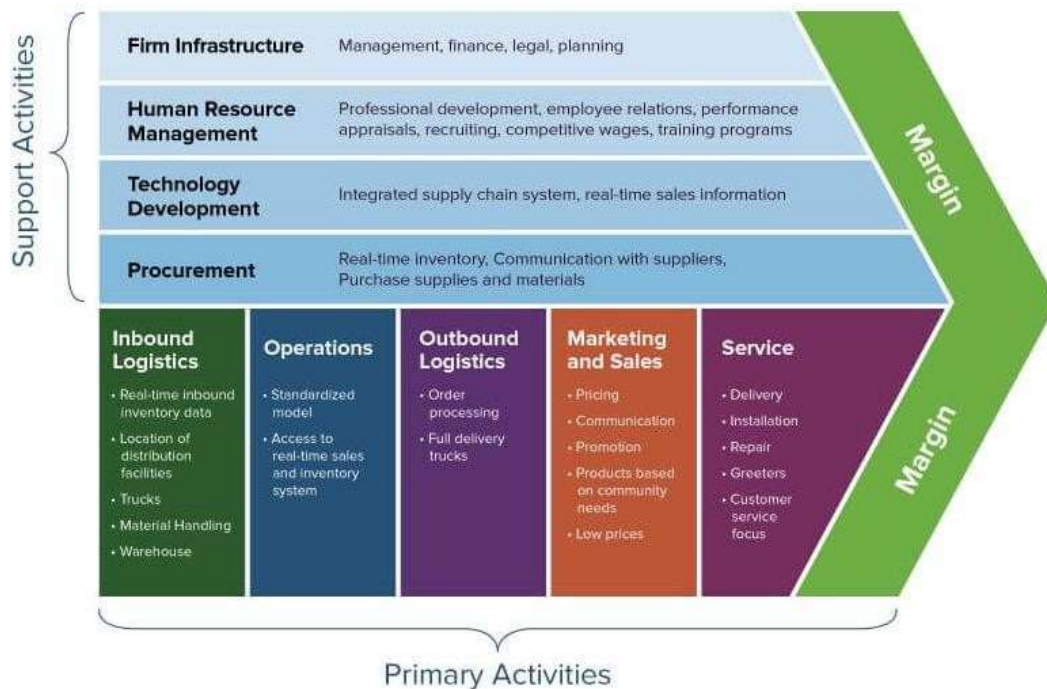 Support Activities
Firm Infrastructure
Management, finance, legal, planning
Human Resource
Management
Professional development, employee relations, performance
appraisals, recruiting, competitive wages, training programs
Technology
Development
Integrated supply chain system, real-time sales information
Procurement
Real-time inventory, Communication with suppliers,
Purchase supplies and materials
Margin
Inbound
Logistics
• Real-time inbound
inventory data
• Location of
distribution
facilities
• Trucks
• Material Handling
• Warehouse
Operations
• Standardized
model
• Access to
real-time sales
and inventory
system
Outbound
Logistics
• Order
processing
• Full delivery
trucks
Marketing
and Sales
• Pricing
• Communication
• Promotion
• Products based
on community
needs
• Low prices
Service
• Delivery
• Installation
• Repair
• Greeters
• Customer
service
focus
Margin
Primary Activities